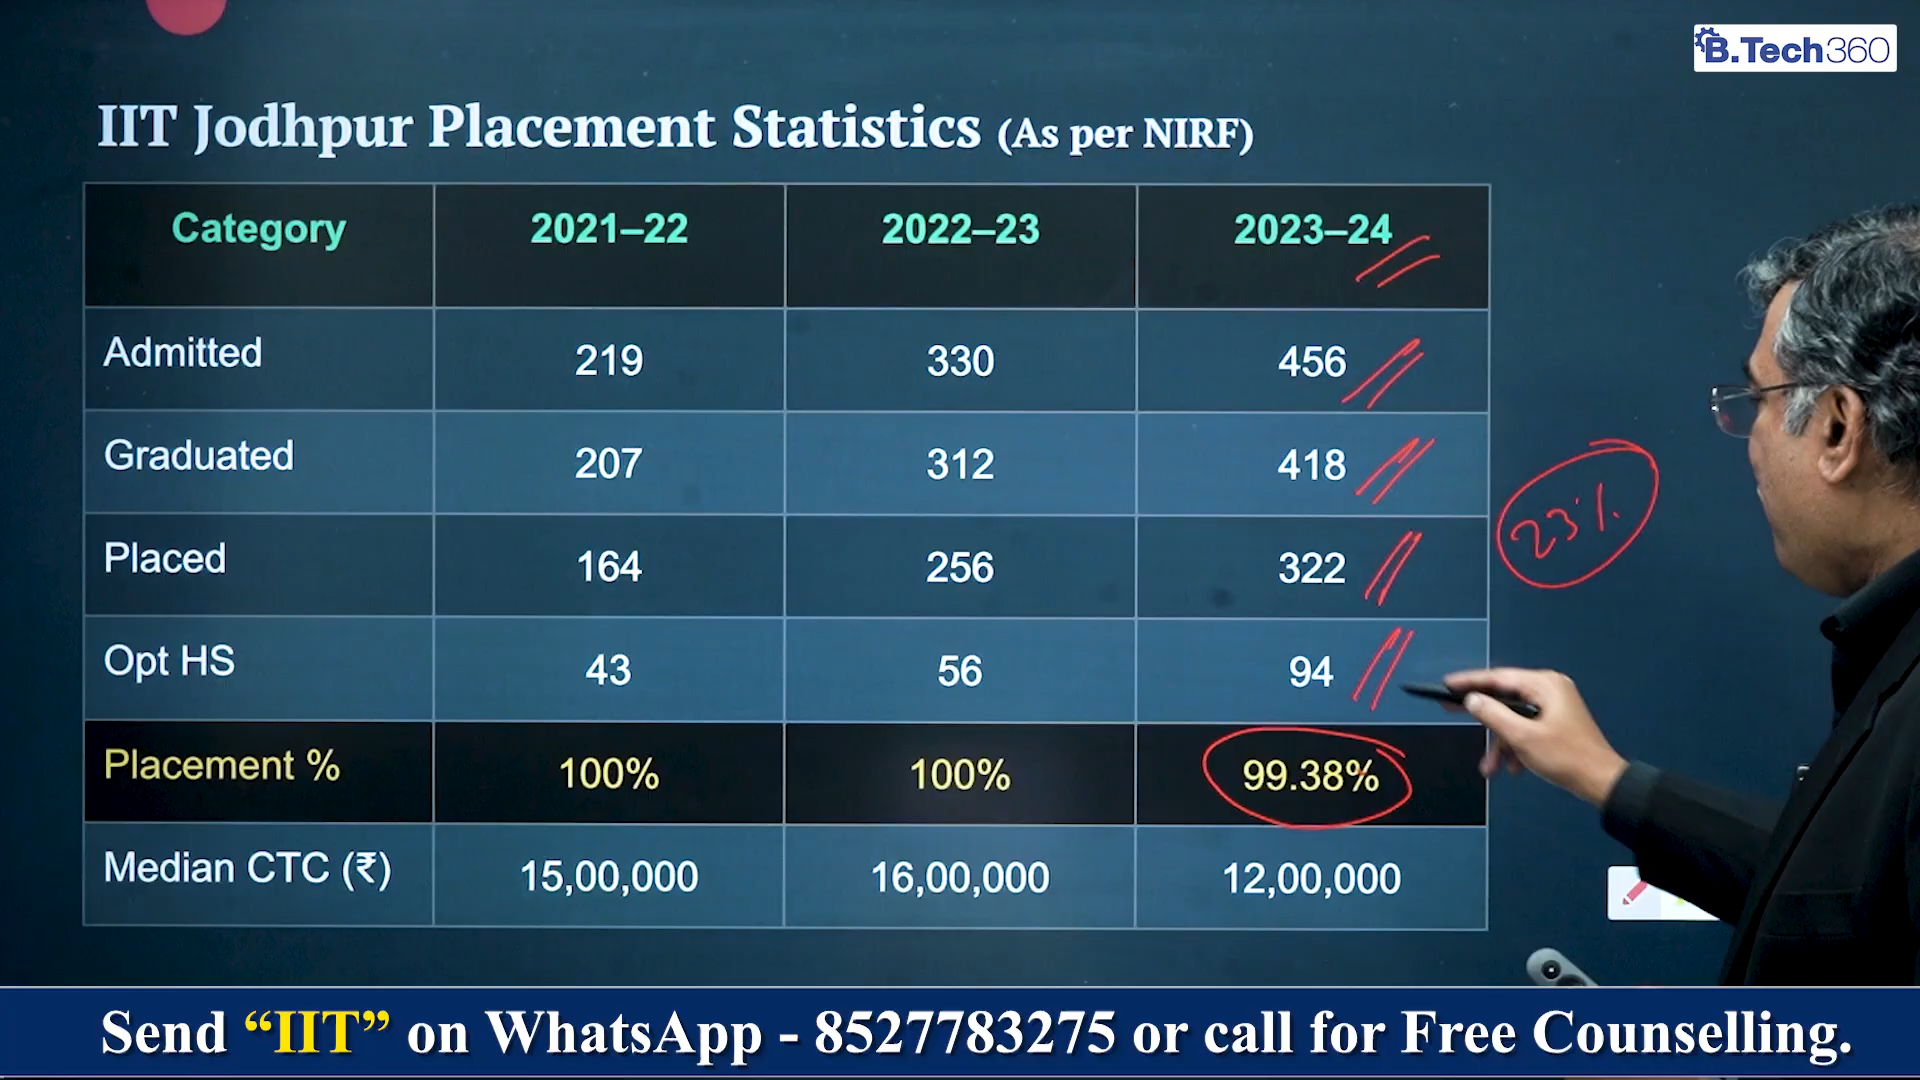 B.Tech360
IIT Jodhpur Placement Statistics (As per NIRF)
Category 2021–22 2022–23 2023–24
Admitted 219 330 456
Graduated 207 312 418
23%
Placed 164 256 322
Opt HS 43 56 94
Placement % 100% 100% 99.38%
Median CTC (₹) 15,00,000 16,00,000 12,00,000
Send “IIT” on WhatsApp - 8527783275 or call for Free Counselling.